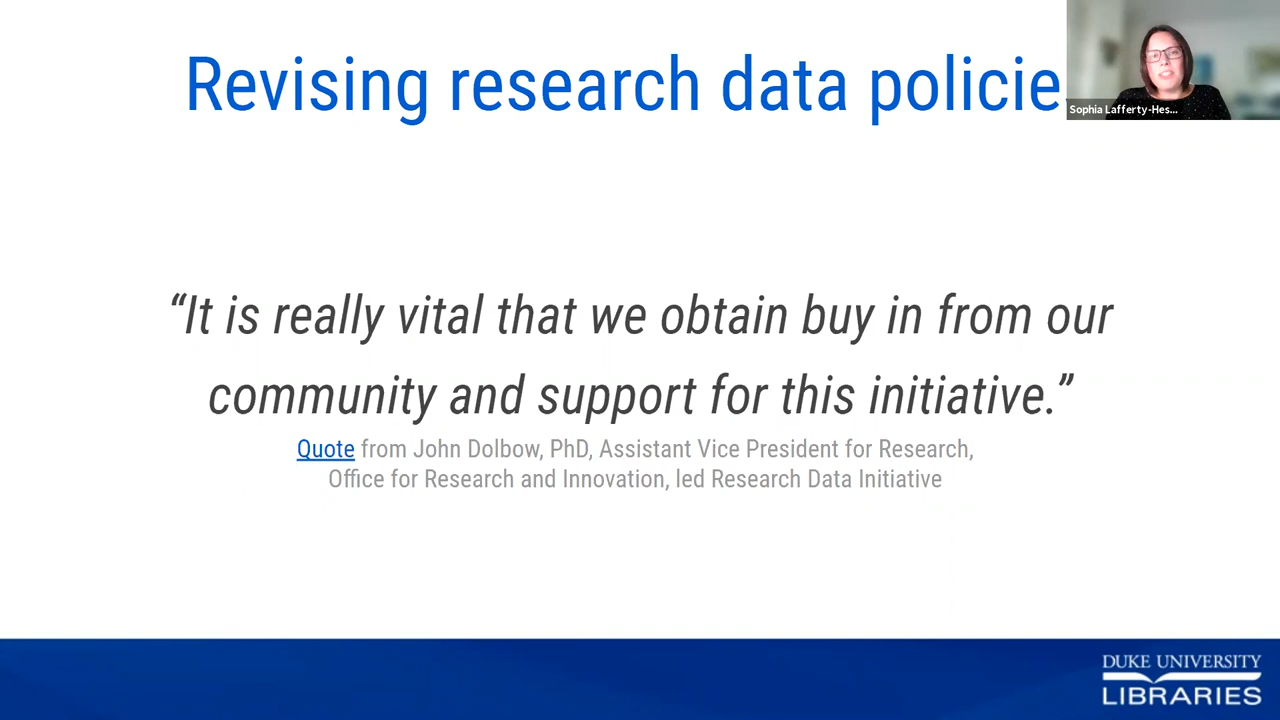 Revising research data policie
Sophia Lafferty-Hes...
“It is really vital that we obtain buy in from our
community and support for this initiative.”
Quote from John Dolbow, PhD, Assistant Vice President for Research,
Office for Research and Innovation, led Research Data Initiative
DUKE UNIVERSITY
LIBRARIES